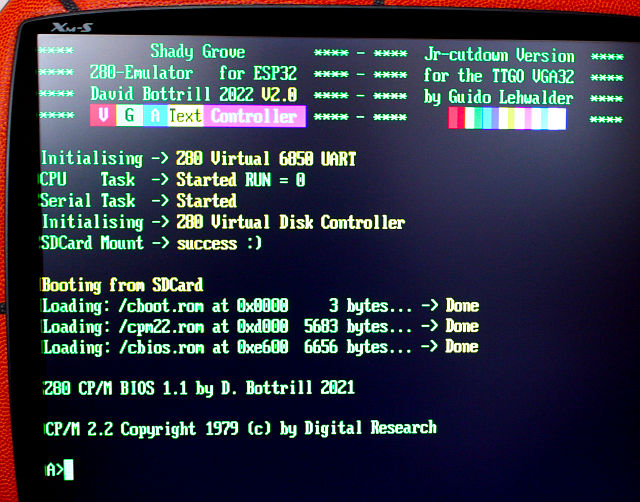 XM-S
**** Shady Grove **** - **** Jr-cutdown Version ****
**** Z80-Emulator for ESP32 **** - **** for the TTGO VGA32 ****
**** David Bottrill 2022 V2.0 **** - **** by Guido Lehwalder ****
**** V G A Text Controller **** - **** ****
Initialising -> Z80 Virtual 6850 UART
CPU Task -> Started RUN = 0
Serial Task -> Started
Initialising -> Z80 Virtual Disk Controller
SDCard Mount -> success :)
Booting from SDCard
Loading: /cboot.rom at 0x0000 3 bytes... -> Done
Loading: /cpm22.rom at 0xd000 5683 bytes... -> Done
Loading: /cbios.rom at 0xe600 6656 bytes... -> Done
Z80 CP/M BIOS 1.1 by D. Bottrill 2021
CP/M 2.2 Copyright 1979 (c) by Digital Research
A>